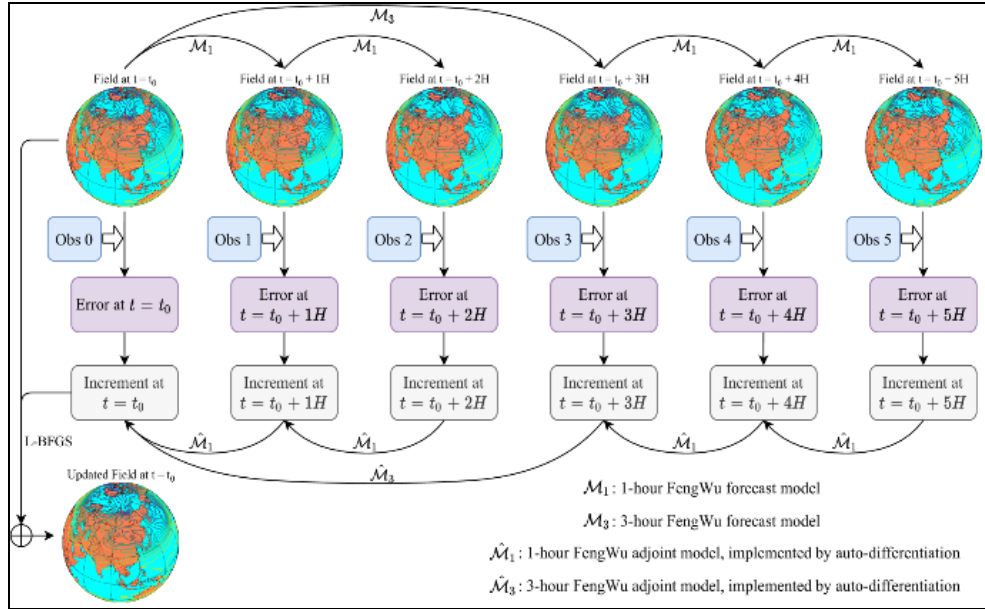 M₃
M₁
M₁
M₁
M₁
Field at t = t₀
Field at t = t₀ + 1H
Field at t = t₀ + 2H
Field at t = t₀ + 3H
Field at t = t₀ + 4H
Field at t = t₀ − 5H
Obs 0
Obs 1
Obs 2
Obs 3
Obs 4
Obs 5
Error at t = t₀
Error at
t = t₀ + 1H
Error at
t = t₀ + 2H
Error at
t = t₀ + 3H
Error at
t = t₀ + 4H
Error at
t = t₀ + 5H
Increment at
t = t₀
Increment at
t = t₀ + 1H
Increment at
t = t₀ + 2H
Increment at
t = t₀ + 3H
Increment at
t = t₀ + 4H
Increment at
t = t₀ + 5H
L-BFGS
M̂₁
M̂₁
M̂₁
M̂₁
M̂₃
Updated Field at t − t₀
M₁ : 1-hour FengWu forecast model
M₃ : 3-hour FengWu forecast model
M̂₁ : 1-hour FengWu adjoint model, implemented by auto-differentiation
M̂₃ : 3-hour FengWu adjoint model, implemented by auto-differentiation